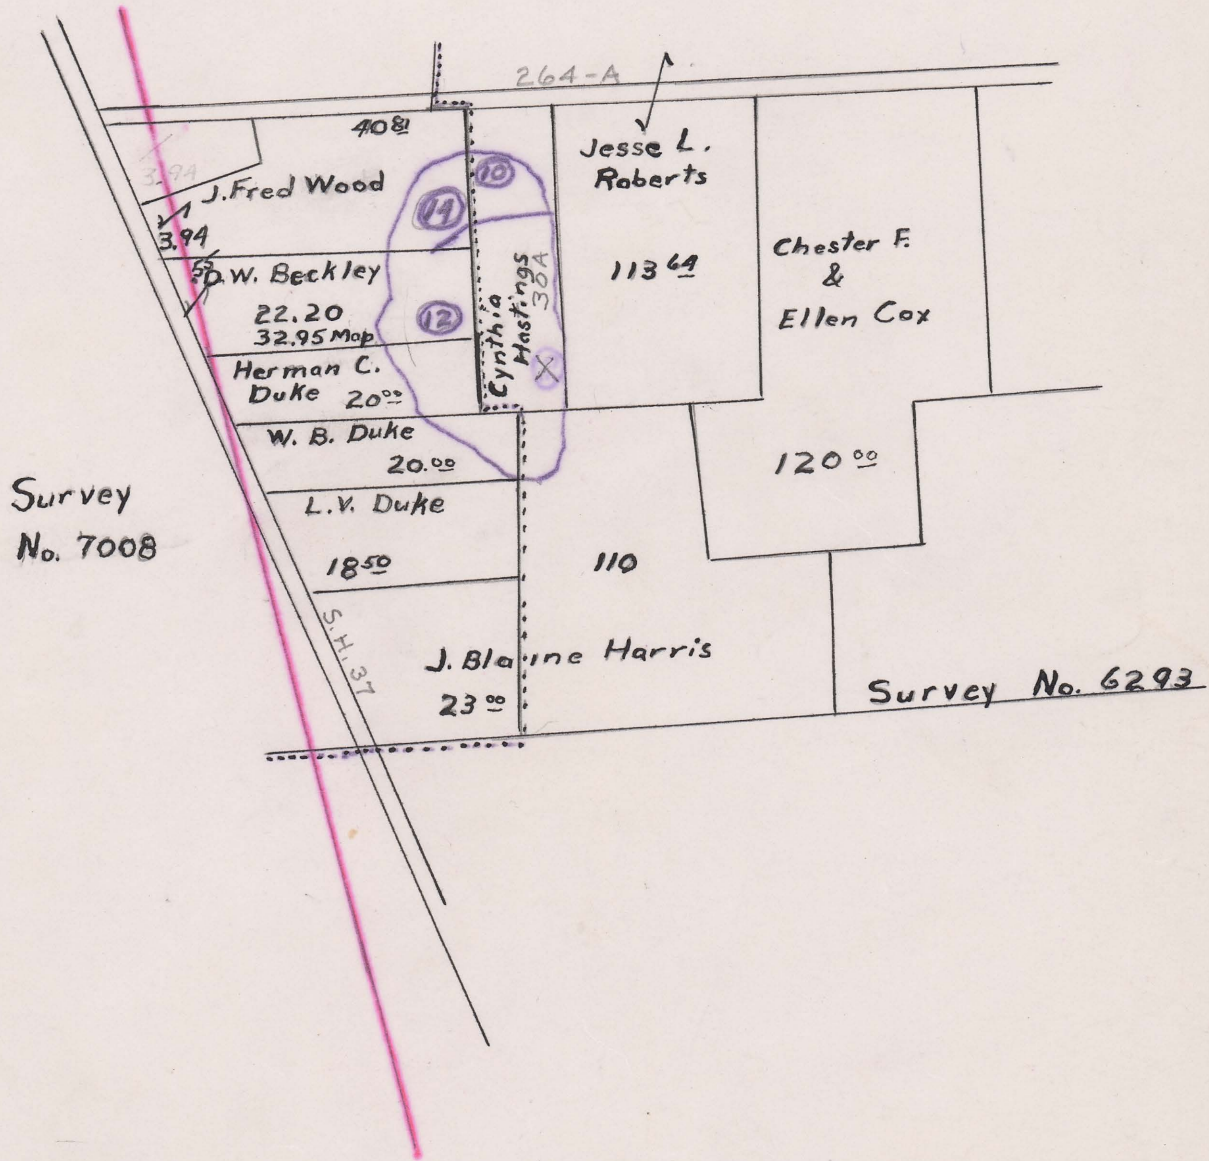 264-A
40 81
Jesse L.
Roberts
113 64
3.94
J. Fred Wood
3.94
10
14
Chester F.
&
Ellen Cox
120 00
D. W. Beckley
22.20
32.95 Map
12
Cynthia
Hastings
30A
X
Herman C.
Duke 20 00
W. B. Duke
20.00
L.V. Duke
18 50
Survey
No. 7008
110
S. H. 37
J. Blaine Harris
23 00
Survey No. 6293